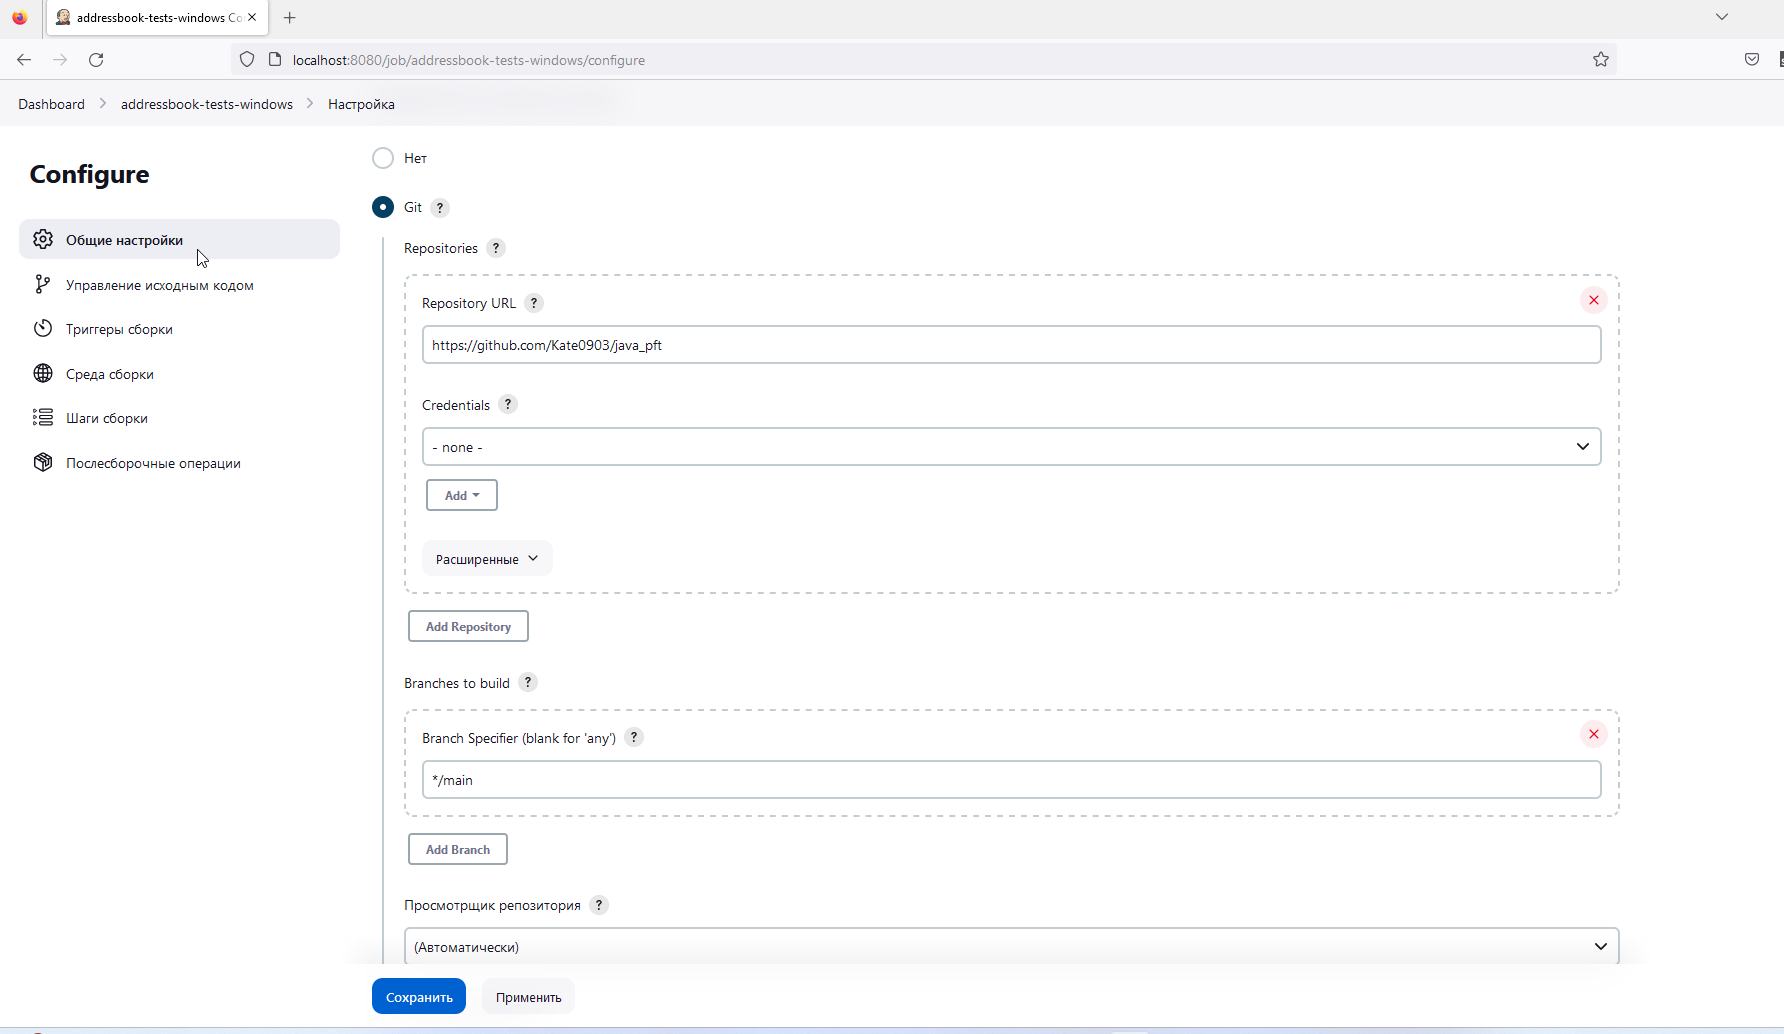 addressbook-tests-windows Co
localhost:8080/job/addressbook-tests-windows/configure
Dashboard
addressbook-tests-windows
Настройка
Configure
Общие настройки
Управление исходным кодом
Триггеры сборки
Среда сборки
Шаги сборки
Послесборочные операции
Нет
Git ?
Repositories ?
Repository URL ?
https://github.com/Kate0903/java_pft
Credentials ?
- none -
Add
Расширенные
Add Repository
Branches to build ?
Branch Specifier (blank for 'any') ?
*/main
Add Branch
Просмотрщик репозитория ?
(Автоматически)
Сохранить
Применить